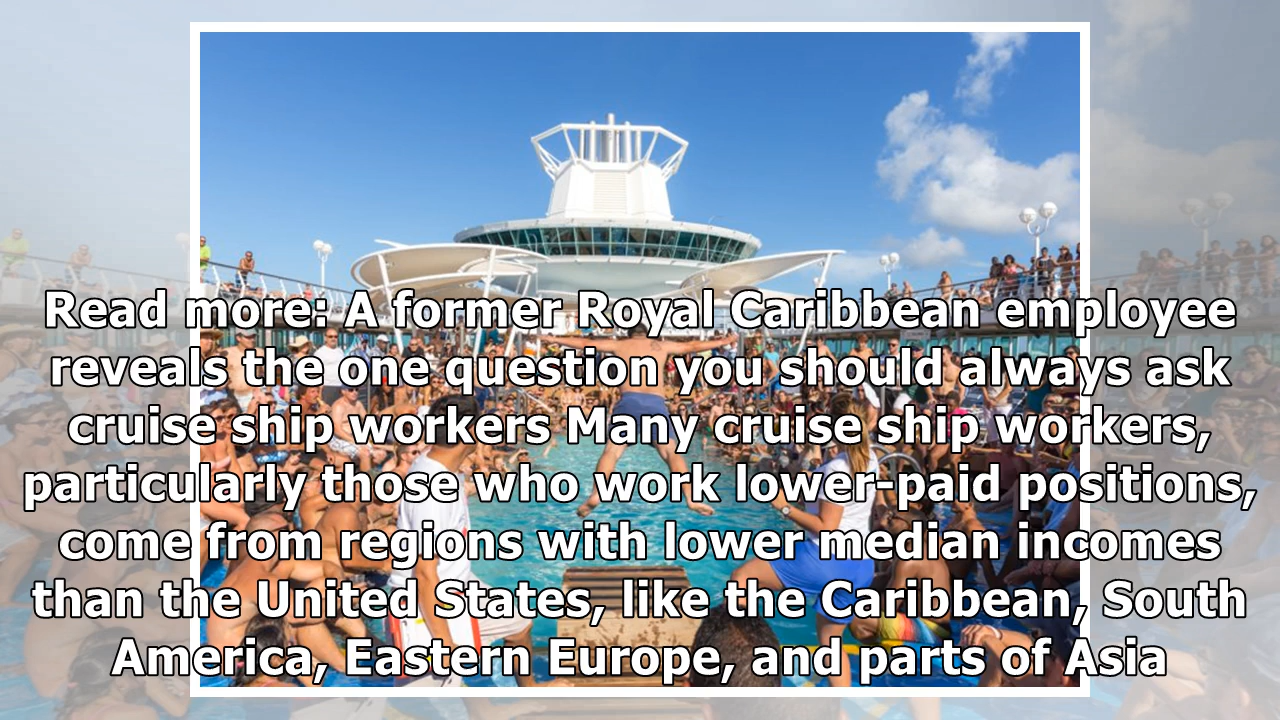 Read more: A former Royal Caribbean employee
reveals the one question you should always ask
cruise ship workers Many cruise ship workers,
particularly those who work lower-paid positions,
come from regions with lower median incomes
than the United States, like the Caribbean, South
America, Eastern Europe, and parts of Asia